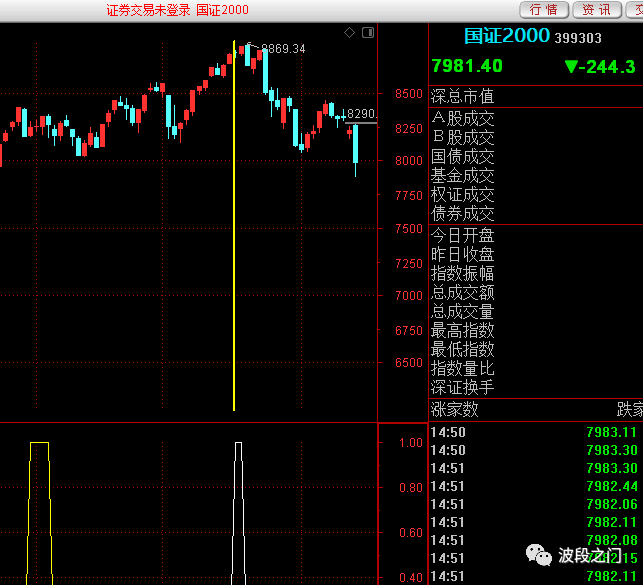 证券交易未登录 国证2000
行 情
资 讯
8869.34
8290.
8500
8250
8000
7750
7500
7250
7000
6750
6500
1.00
0.80
0.60
0.40
国证2000 399303
7981.40 ▼-244.3
深总市值
A股成交
B股成交
国债成交
基金成交
权证成交
债券成交
今日开盘
昨日收盘
指数振幅
总成交额
总成交量
最高指数
最低指数
指数量比
深证换手
涨家数 跌家
14:50 7983.11
14:50 7983.30
14:51 7983.30
14:51 7982.44
14:51 7982.06
14:51 7982.11
14:51 7982.08
14:51 7982.15
14:51 7982.11
波段之门